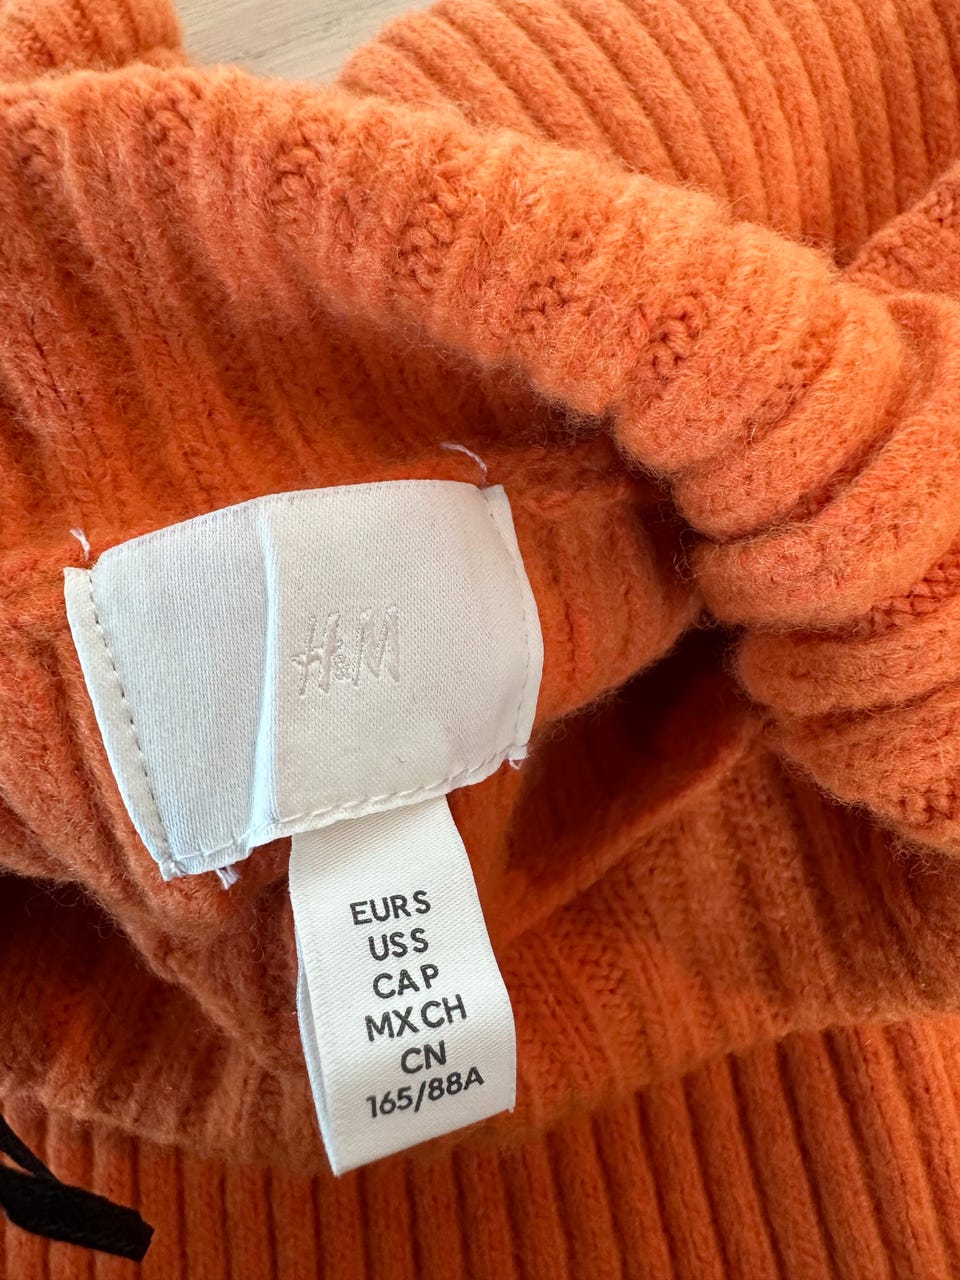 H&M
EUR S
US S
CA P
MX CH
CN
165/88A